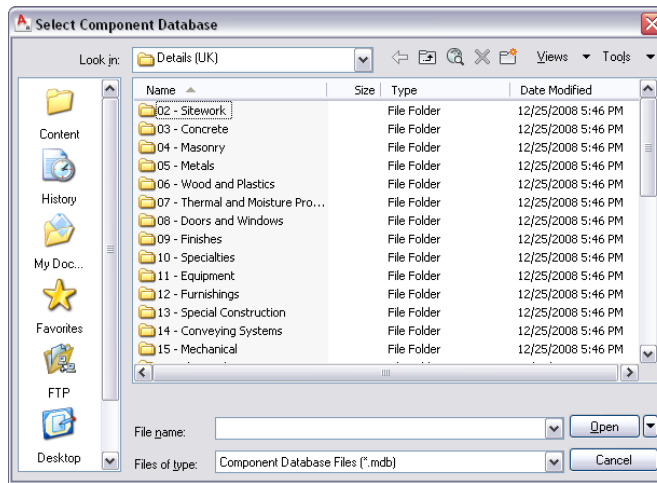 Select Component Database
Look in: Details (UK) Views Tools
Name Size Type Date Modified
02 - Sitework File Folder 12/25/2008 5:46 PM
03 - Concrete File Folder 12/25/2008 5:46 PM
04 - Masonry File Folder 12/25/2008 5:46 PM
05 - Metals File Folder 12/25/2008 5:46 PM
06 - Wood and Plastics File Folder 12/25/2008 5:46 PM
07 - Thermal and Moisture Pro... File Folder 12/25/2008 5:46 PM
08 - Doors and Windows File Folder 12/25/2008 5:46 PM
09 - Finishes File Folder 12/25/2008 5:46 PM
10 - Specialties File Folder 12/25/2008 5:46 PM
11 - Equipment File Folder 12/25/2008 5:46 PM
12 - Furnishings File Folder 12/25/2008 5:46 PM
13 - Special Construction File Folder 12/25/2008 5:46 PM
14 - Conveying Systems File Folder 12/25/2008 5:46 PM
15 - Mechanical File Folder 12/25/2008 5:46 PM
Content
History
My Doc...
Favorites
FTP
Desktop
File name: Open
Files of type: Component Database Files (*.mdb) Cancel